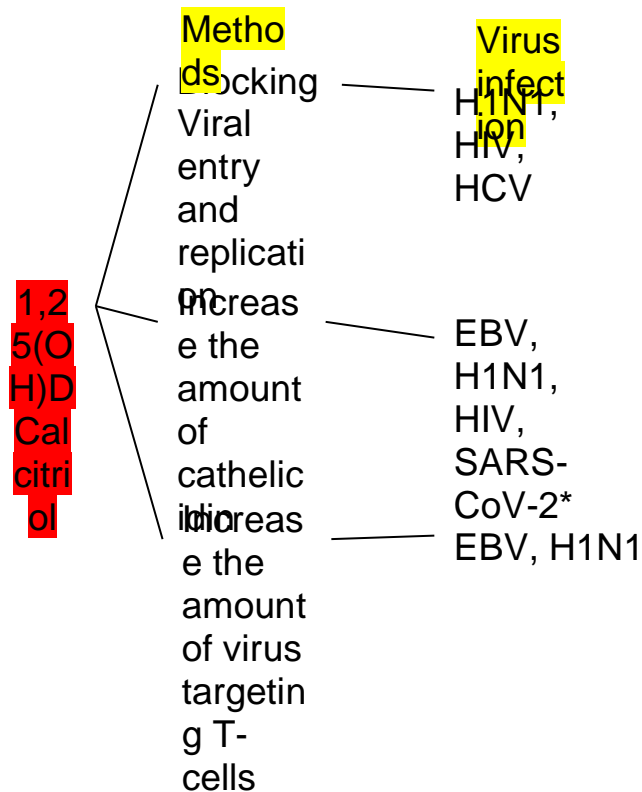 Metho
ds
Blocking
Viral
entry
and
replicati
on
Virus
infect
ion
H1N1,
HIV,
HCV
1,2
5(O
H)D
Cal
citri
ol
Increas
e the
amount
of
cathelic
idin
EBV,
H1N1,
HIV,
SARS-
CoV-2*
Increas
e the
amount
of virus
targetin
g T-
cells
EBV, H1N1